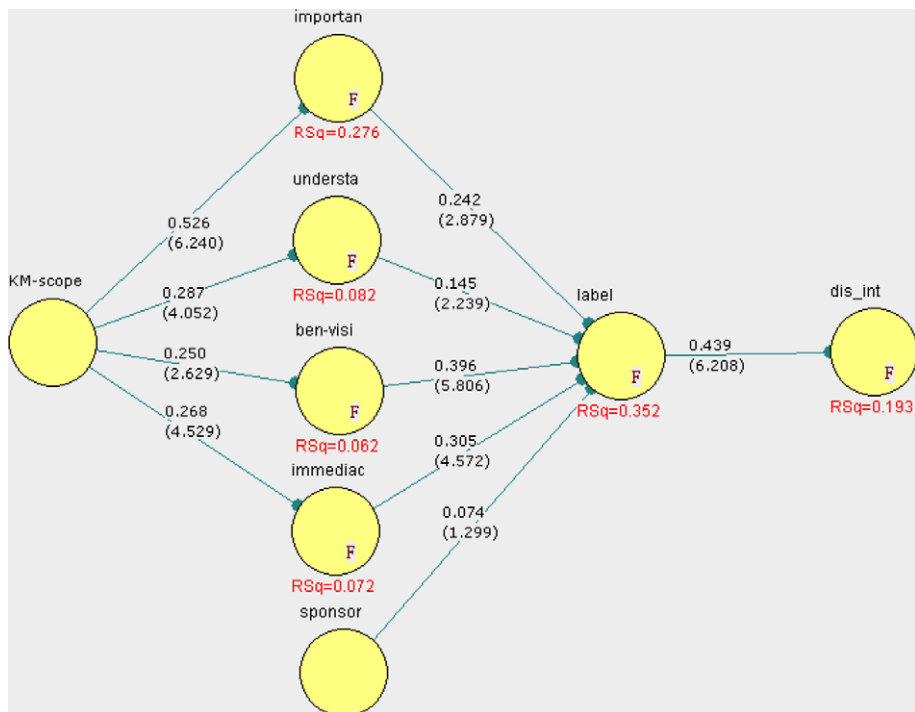 importan
F
RSq=0.276
understa
0.526
(6.240)
0.242
(2.879)
F
KM-scope
0.287
(4.052)
RSq=0.082
0.145
(2.239)
label
dis_int
ben-visi
0.250
(2.629)
0.396
(5.806)
0.439
(6.208)
F
F
F
0.268
(4.529)
RSq=0.062
RSq=0.352
RSq=0.193
immediac
0.305
(4.572)
F
0.074
(1.299)
RSq=0.072
sponsor